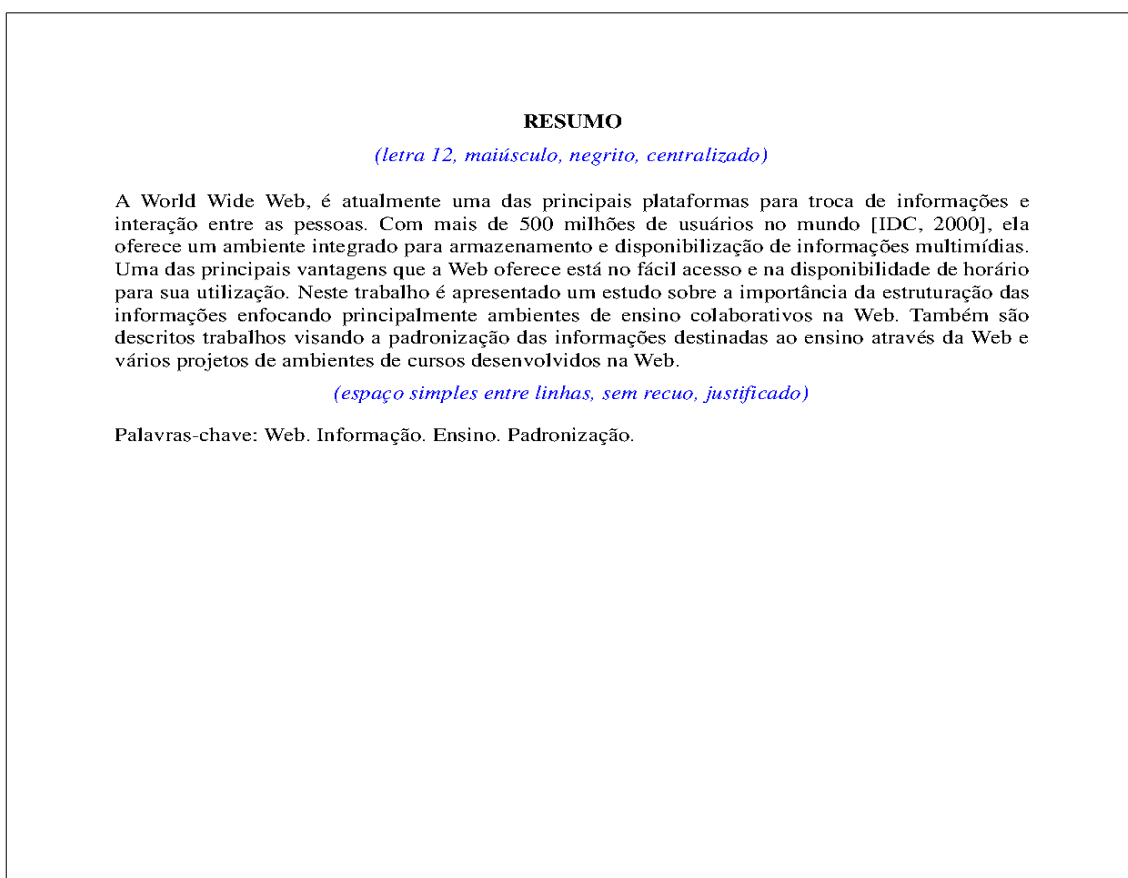 RESUMO
(letra 12, maiúsculo, negrito, centralizado)
A World Wide Web, é atualmente uma das principais plataformas para troca de informações e
interação entre as pessoas. Com mais de 500 milhões de usuários no mundo [IDC, 2000], ela
oferece um ambiente integrado para armazenamento e disponibilização de informações multimídias.
Uma das principais vantagens que a Web oferece está no fácil acesso e na disponibilidade de horário
para sua utilização. Neste trabalho é apresentado um estudo sobre a importância da estruturação das
informações enfocando principalmente ambientes de ensino colaborativos na Web. Também são
descritos trabalhos visando a padronização das informações destinadas ao ensino através da Web e
vários projetos de ambientes de cursos desenvolvidos na Web.
(espaço simples entre linhas, sem recuo, justificado)
Palavras-chave: Web. Informação. Ensino. Padronização.